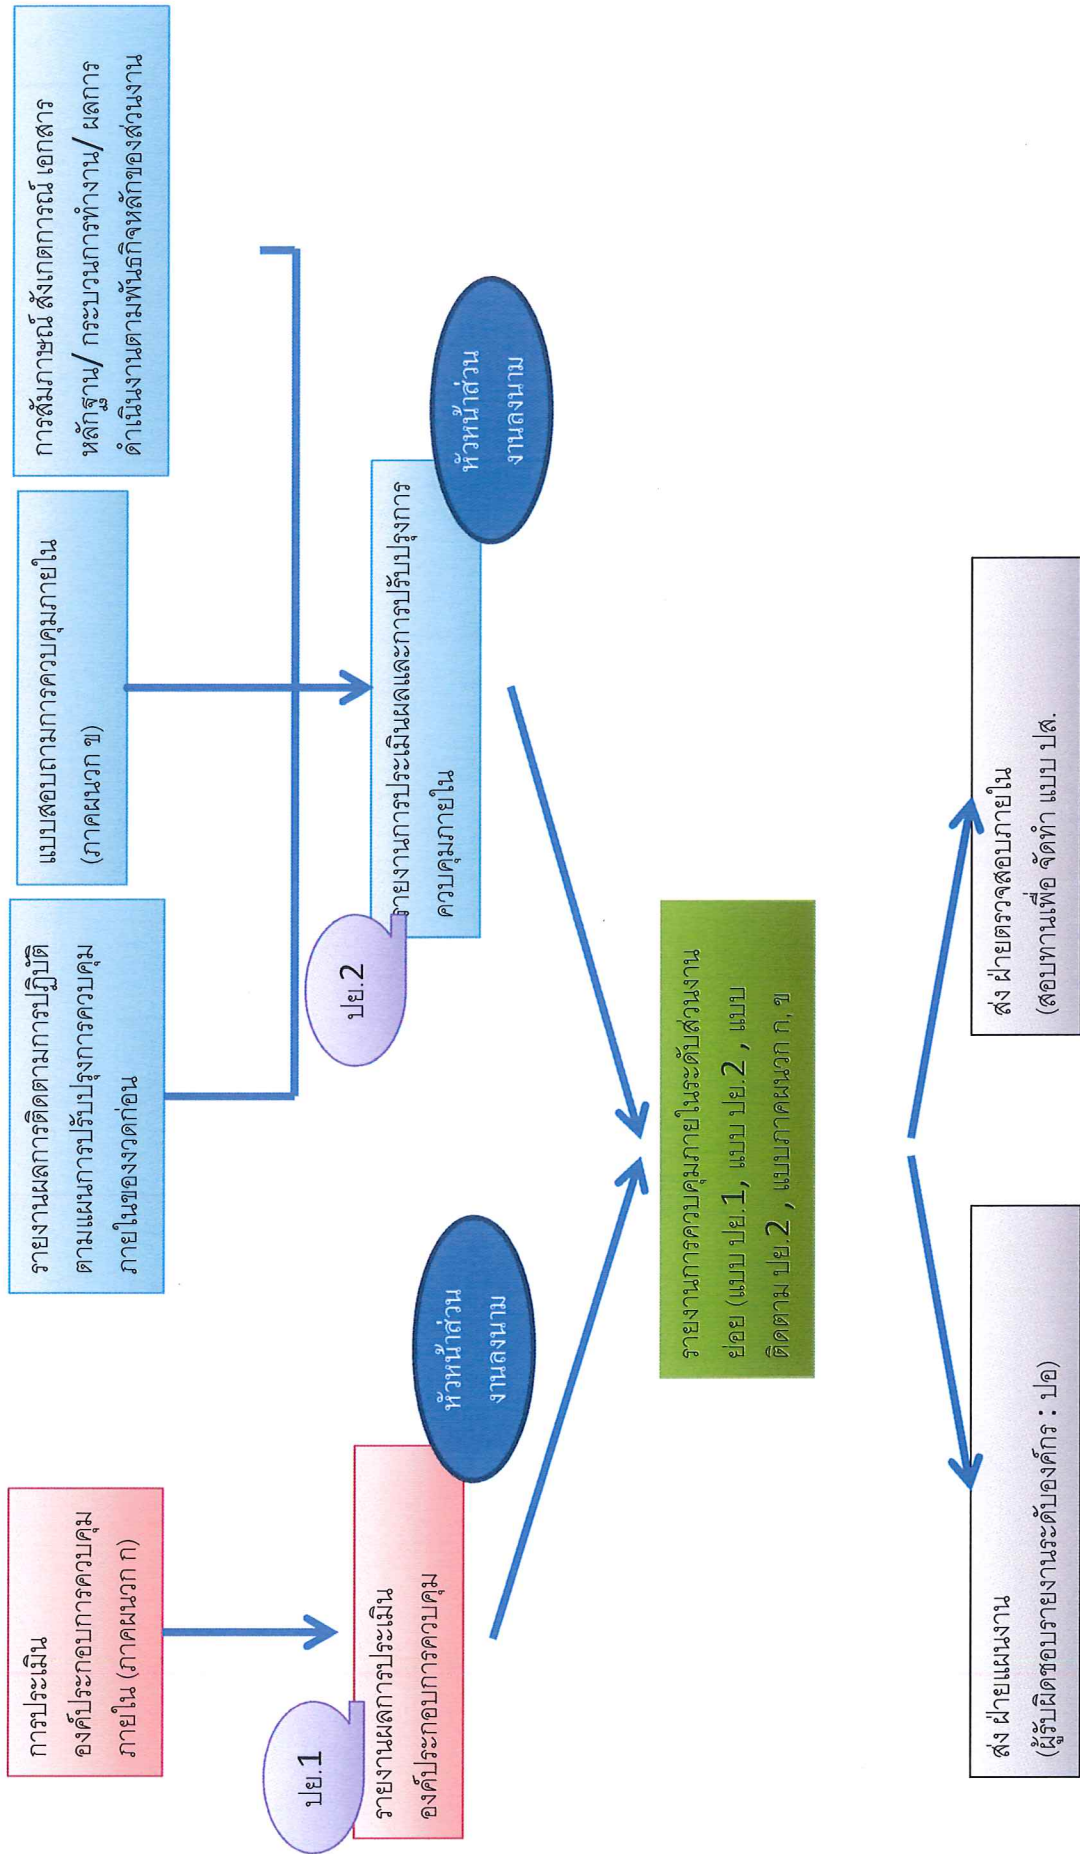 การประเมิน
องค์ประกอบการควบคุม
ภายใน (ภาคผนวก ก)
รายงานผลการติดตามการปฏิบัติ
ตามแผนการปรับปรุงการควบคุม
ภายในของงวดก่อน
แบบสอบถามการควบคุมภายใน
(ภาคผนวก ข)
การสัมภาษณ์ สังเกตการณ์ เอกสาร
หลักฐาน/ กระบวนการทำงาน/ ผลการ
ดำเนินงานตามพันธกิจหลักของส่วนงาน
ปย.1
รายงานผลการประเมิน
องค์ประกอบการควบคุม
หัวหน้าส่วน
งานลงนาม
ปย.2
รายงานการประเมินผลและการปรับปรุงการ
ควบคุมภายใน
หัวหน้าส่วน
งานลงนาม
รายงานการควบคุมภายในระดับส่วนงาน
ย่อย (แบบ ปย.1, แบบ ปย.2 , แบบ
ติดตาม ปย.2 , แบบภาคผนวก ก, ข
ส่ง ฝ่ายแผนงาน
(ผู้รับผิดชอบรายงานระดับองค์กร : ปอ)
ส่ง ฝ่ายตรวจสอบภายใน
(สอบทานเพื่อ จัดทำ แบบ ปส.